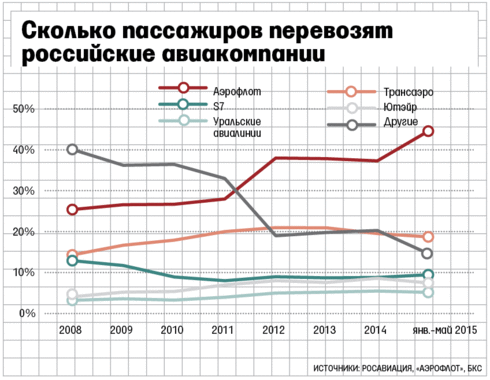 Сколько пассажиров перевозят
российские авиакомпании
Аэрофлот
S7
Уральские
авиалинии
Трансаэро
Ютэйр
Другие
50%
40%
30%
20%
10%
0%
2008 2009 2010 2011 2012 2013 2014 янв.-май 2015
ИСТОЧНИКИ: РОСАВИАЦИЯ, «АЭРОФЛОТ», БКС